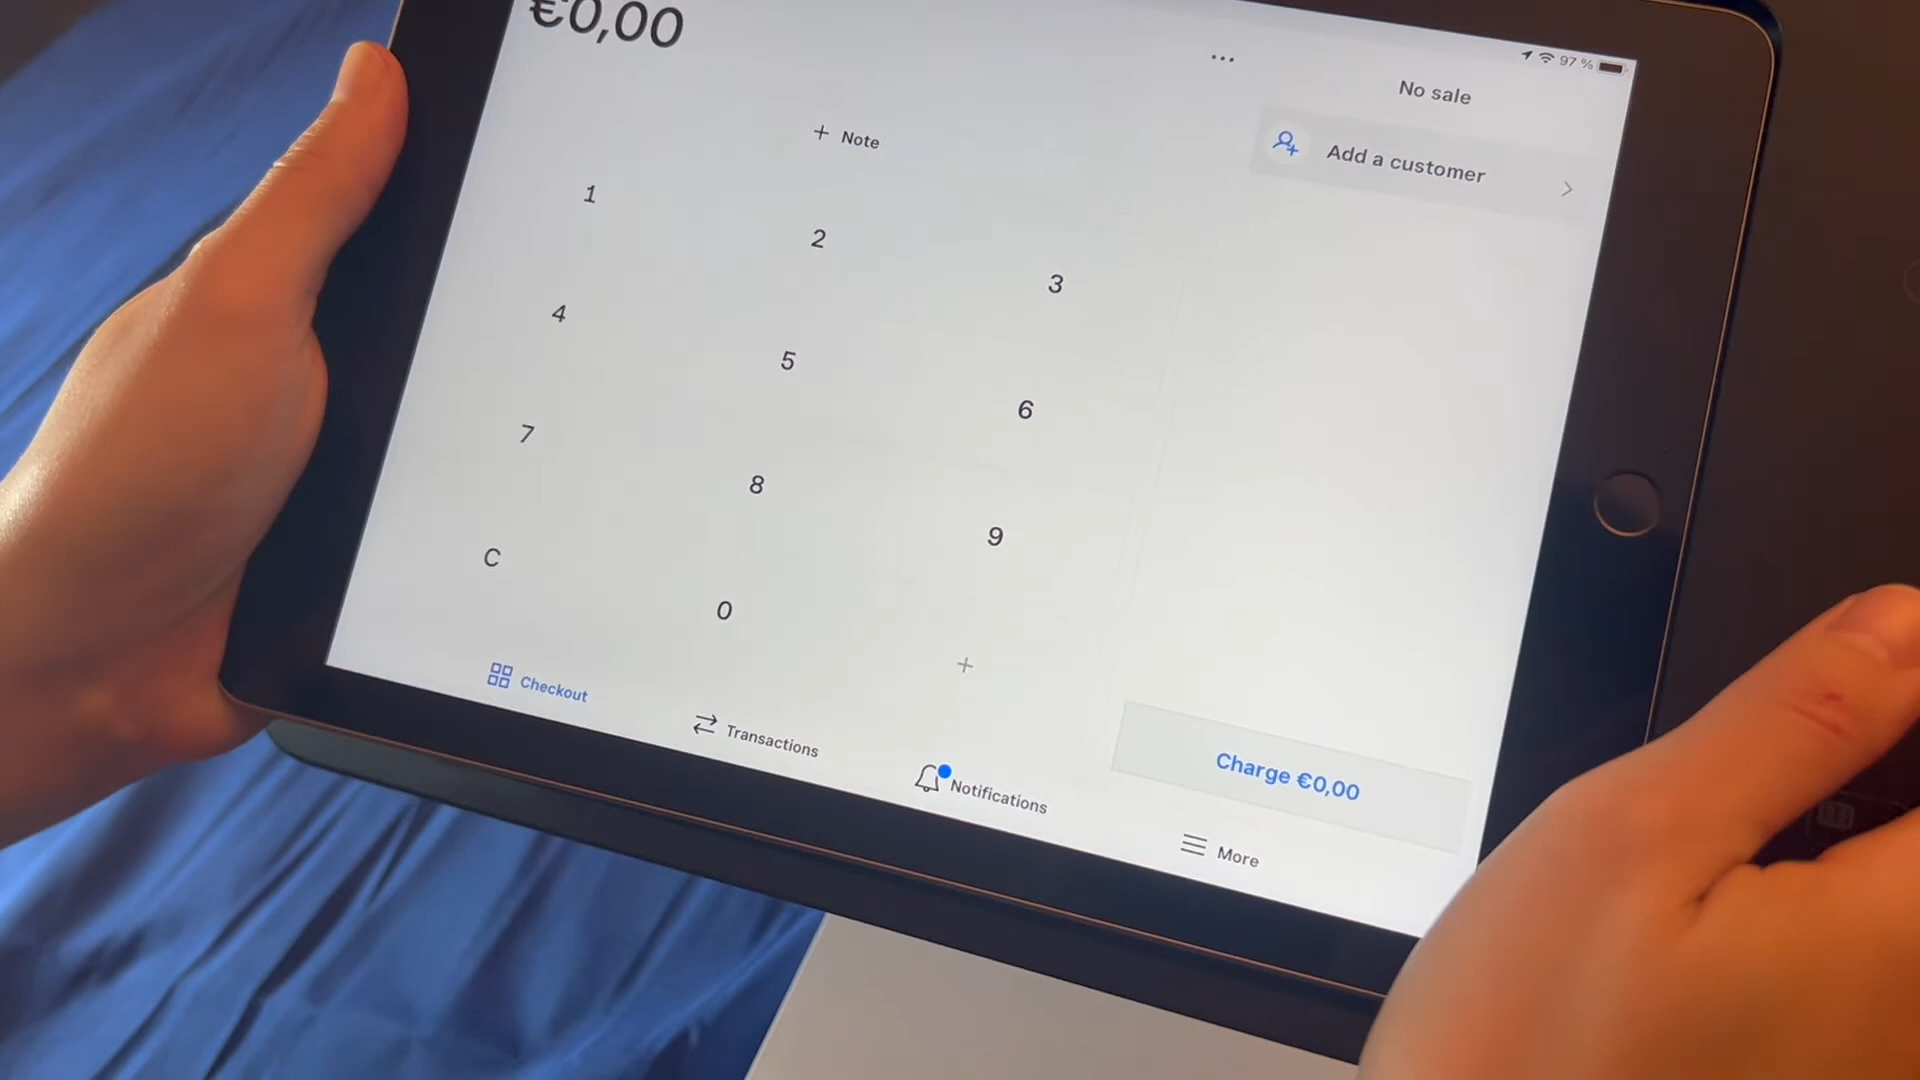 €0,00
97 %
No sale
Add a customer
+ Note
1
2
3
4
5
6
7
8
9
C
0
+
Charge €0,00
Checkout
Transactions
Notifications
More